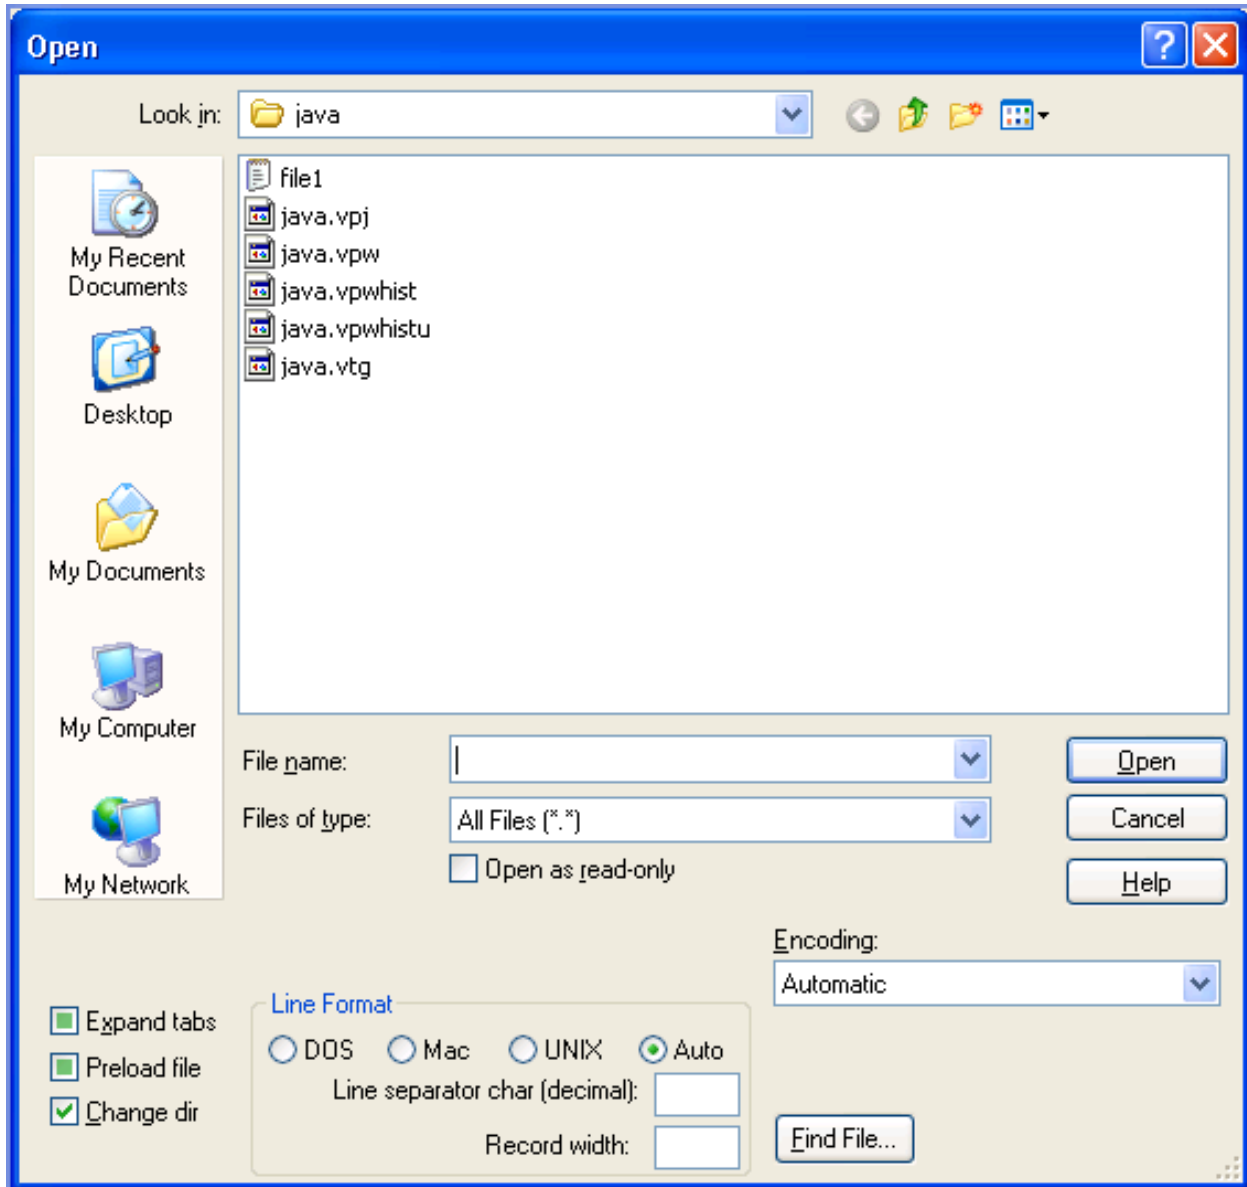 Open
Look in: java
file1
java.vpj
java.vpw
java.vpwhist
java.vpwhistu
java.vtg
My Recent
Documents
Desktop
My Documents
My Computer
My Network
File name:
Open
Files of type: All Files (*.*)
Cancel
Open as read-only
Help
Encoding:
Automatic
Expand tabs
Preload file
Change dir
Line Format
DOS Mac UNIX Auto
Line separator char (decimal):
Record width:
Find File...